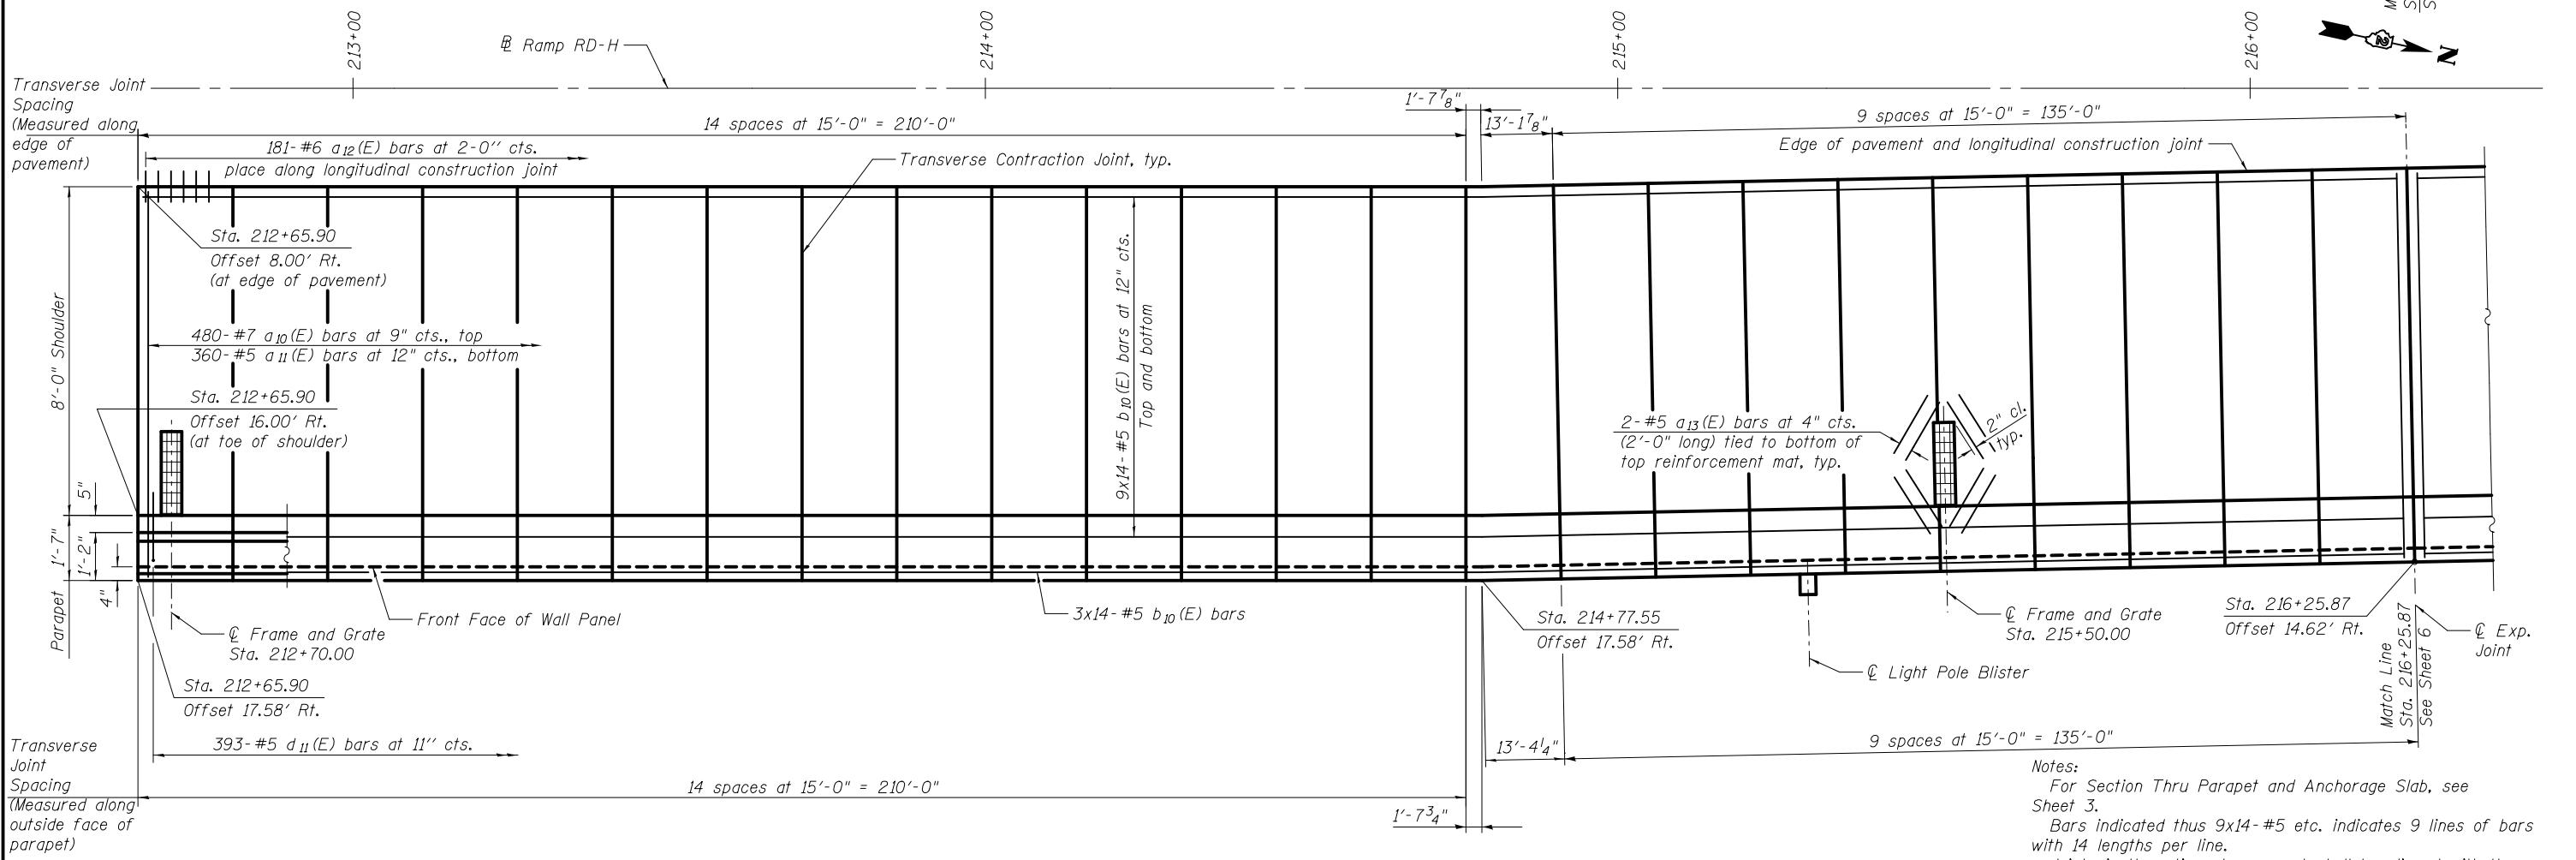 213+00
214+00
215+00
216+00
Ramp RD-H
N
Transverse Joint
Spacing
(Measured along
edge of
pavement)
14 spaces at 15'-0" = 210'-0"
1'-7 7/8"
13'-1 7/8"
9 spaces at 15'-0" = 135'-0"
181-#6 a12(E) bars at 2-0'' cts.
place along longitudinal construction joint
Transverse Contraction Joint, typ.
Edge of pavement and longitudinal construction joint
Sta. 212+65.90
Offset 8.00' Rt.
(at edge of pavement)
8'-0" Shoulder
480-#7 a10(E) bars at 9" cts., top
360-#5 a11(E) bars at 12" cts., bottom
Sta. 212+65.90
Offset 16.00' Rt.
(at toe of shoulder)
9x14-#5 b10(E) bars at 12" cts.
Top and bottom
2-#5 a13(E) bars at 4" cts.
(2'-0" long) tied to bottom of
top reinforcement mat, typ.
2" cl.
typ.
5"
1'-7"
1'-2"
4"
Parapet
Front Face of Wall Panel
3x14-#5 b10(E) bars
℄ Frame and Grate
Sta. 212+70.00
Sta. 212+65.90
Offset 17.58' Rt.
Sta. 214+77.55
Offset 17.58' Rt.
℄ Light Pole Blister
℄ Frame and Grate
Sta. 215+50.00
Sta. 216+25.87
Offset 14.62' Rt.
Match Line
Sta. 216+25.87
See Sheet 6
℄ Exp.
Joint
393-#5 d11(E) bars at 11'' cts.
13'-4 1/4"
9 spaces at 15'-0" = 135'-0"
Transverse
Joint
Spacing
(Measured along
outside face of
parapet)
14 spaces at 15'-0" = 210'-0"
1'-7 3/4"
Notes:
For Section Thru Parapet and Anchorage Slab, see
Sheet 3.
Bars indicated thus 9x14-#5 etc. indicates 9 lines of bars
with 14 lengths per line.